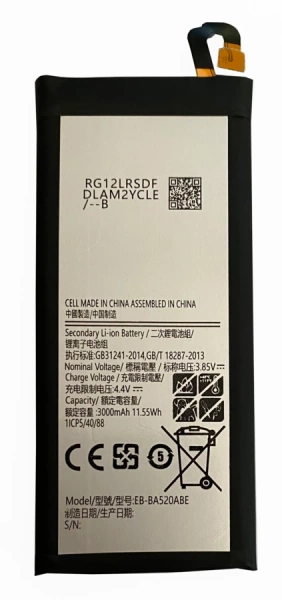 RG12LRSDF
DLAM2YCLE
/--B
CELL MADE IN CHINA ASSEMBLED IN CHINA
中國製造/中国制造
Secondary Li-ion Battery / 二次鋰電池組/
锂离子电池组
执行标准:GB31241-2014,GB/T 18287-2013
Nominal Voltage/ 標稱電壓 / 标称电压:3.85V
Charge Voltage / 充電限制電壓/
充电限制电压:4.4V
Capacity/ 額定電容量/
额定容量:3000mAh 11.55Wh
1ICP5/40/88
5
Model/型號/型号:EB-BA520ABE
制造日期/製造日期:
S/N: